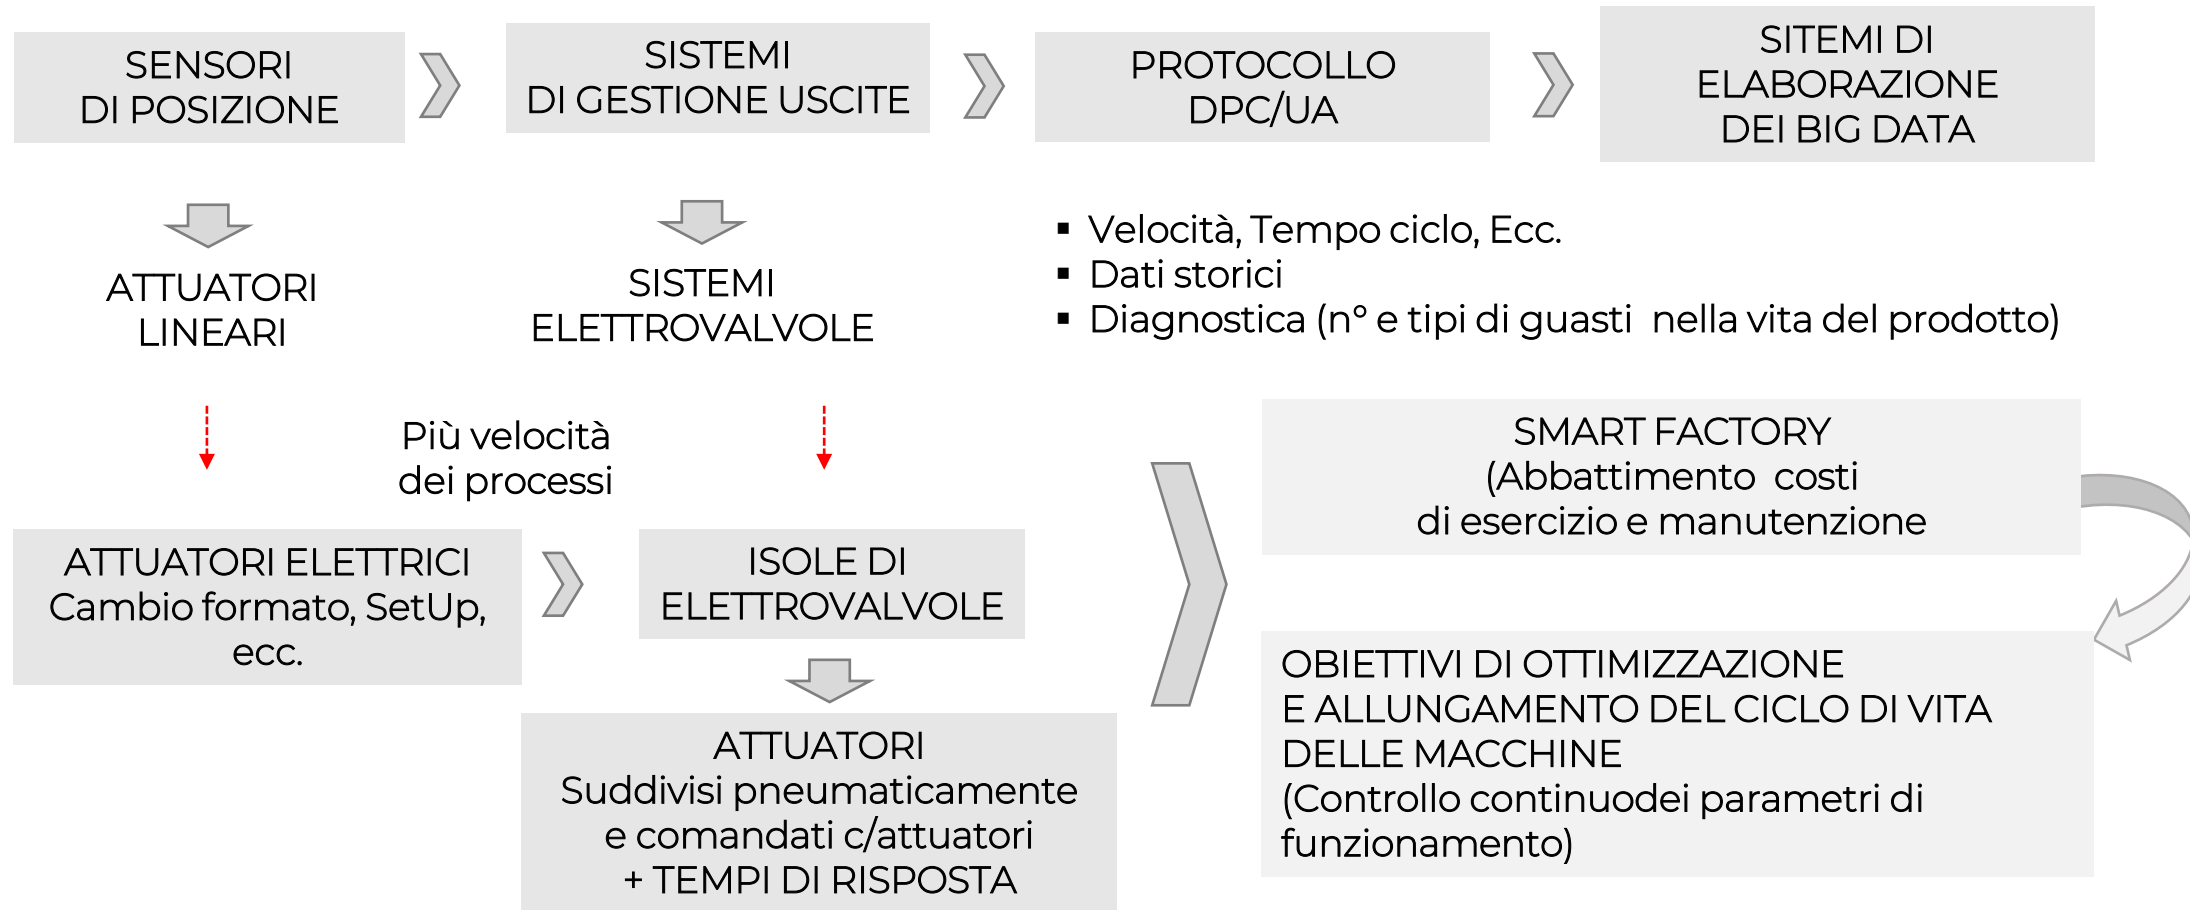 SENSORI
DI POSIZIONE
SISTEMI
DI GESTIONE USCITE
PROTOCOLLO
DPC/UA
SITEMI DI
ELABORAZIONE
DEI BIG DATA
ATTUATORI
LINEARI
SISTEMI
ELETTROVALVOLE
▪ Velocità, Tempo ciclo, Ecc.
▪ Dati storici
▪ Diagnostica (n° e tipi di guasti nella vita del prodotto)
Più velocità
dei processi
ATTUATORI ELETTRICI
Cambio formato, SetUp,
ecc.
ISOLE DI
ELETTROVALVOLE
ATTUATORI
Suddivisi pneumaticamente
e comandati c/attuatori
+ TEMPI DI RISPOSTA
SMART FACTORY
(Abbattimento costi
di esercizio e manutenzione
OBIETTIVI DI OTTIMIZZAZIONE
E ALLUNGAMENTO DEL CICLO DI VITA
DELLE MACCHINE
(Controllo continuodei parametri di
funzionamento)